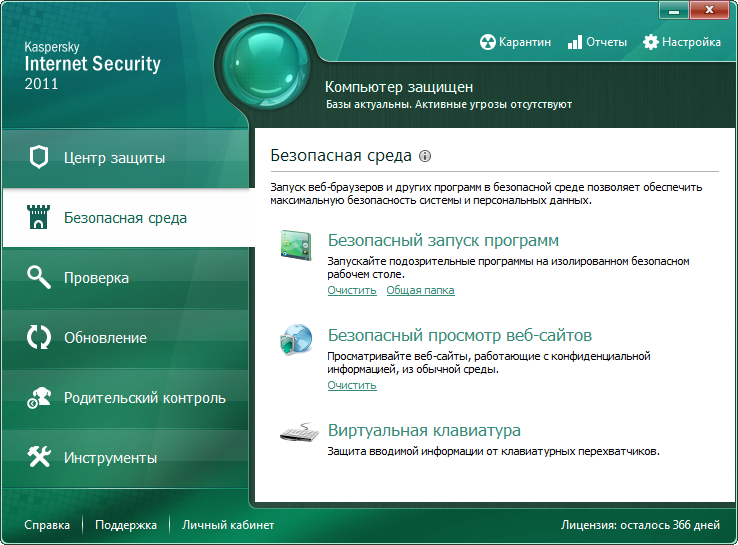 Kaspersky
Internet Security
2011
Карантин
Отчеты
Настройка
Компьютер защищен
Базы актуальны. Активные угрозы отсутствуют
Центр защиты
Безопасная среда
Проверка
Обновление
Родительский контроль
Инструменты
Безопасная среда
Запуск веб-браузеров и других программ в безопасной среде позволяет обеспечить
максимальную безопасность системы и персональных данных.
Безопасный запуск программ
Запускайте подозрительные программы на изолированном безопасном
рабочем столе.
Очистить Общая папка
Безопасный просмотр веб-сайтов
Просматривайте веб-сайты, работающие с конфиденциальной
информацией, из обычной среды.
Очистить
Виртуальная клавиатура
Защита вводимой информации от клавиатурных перехватчиков.
Справка
Поддержка
Личный кабинет
Лицензия: осталось 366 дней